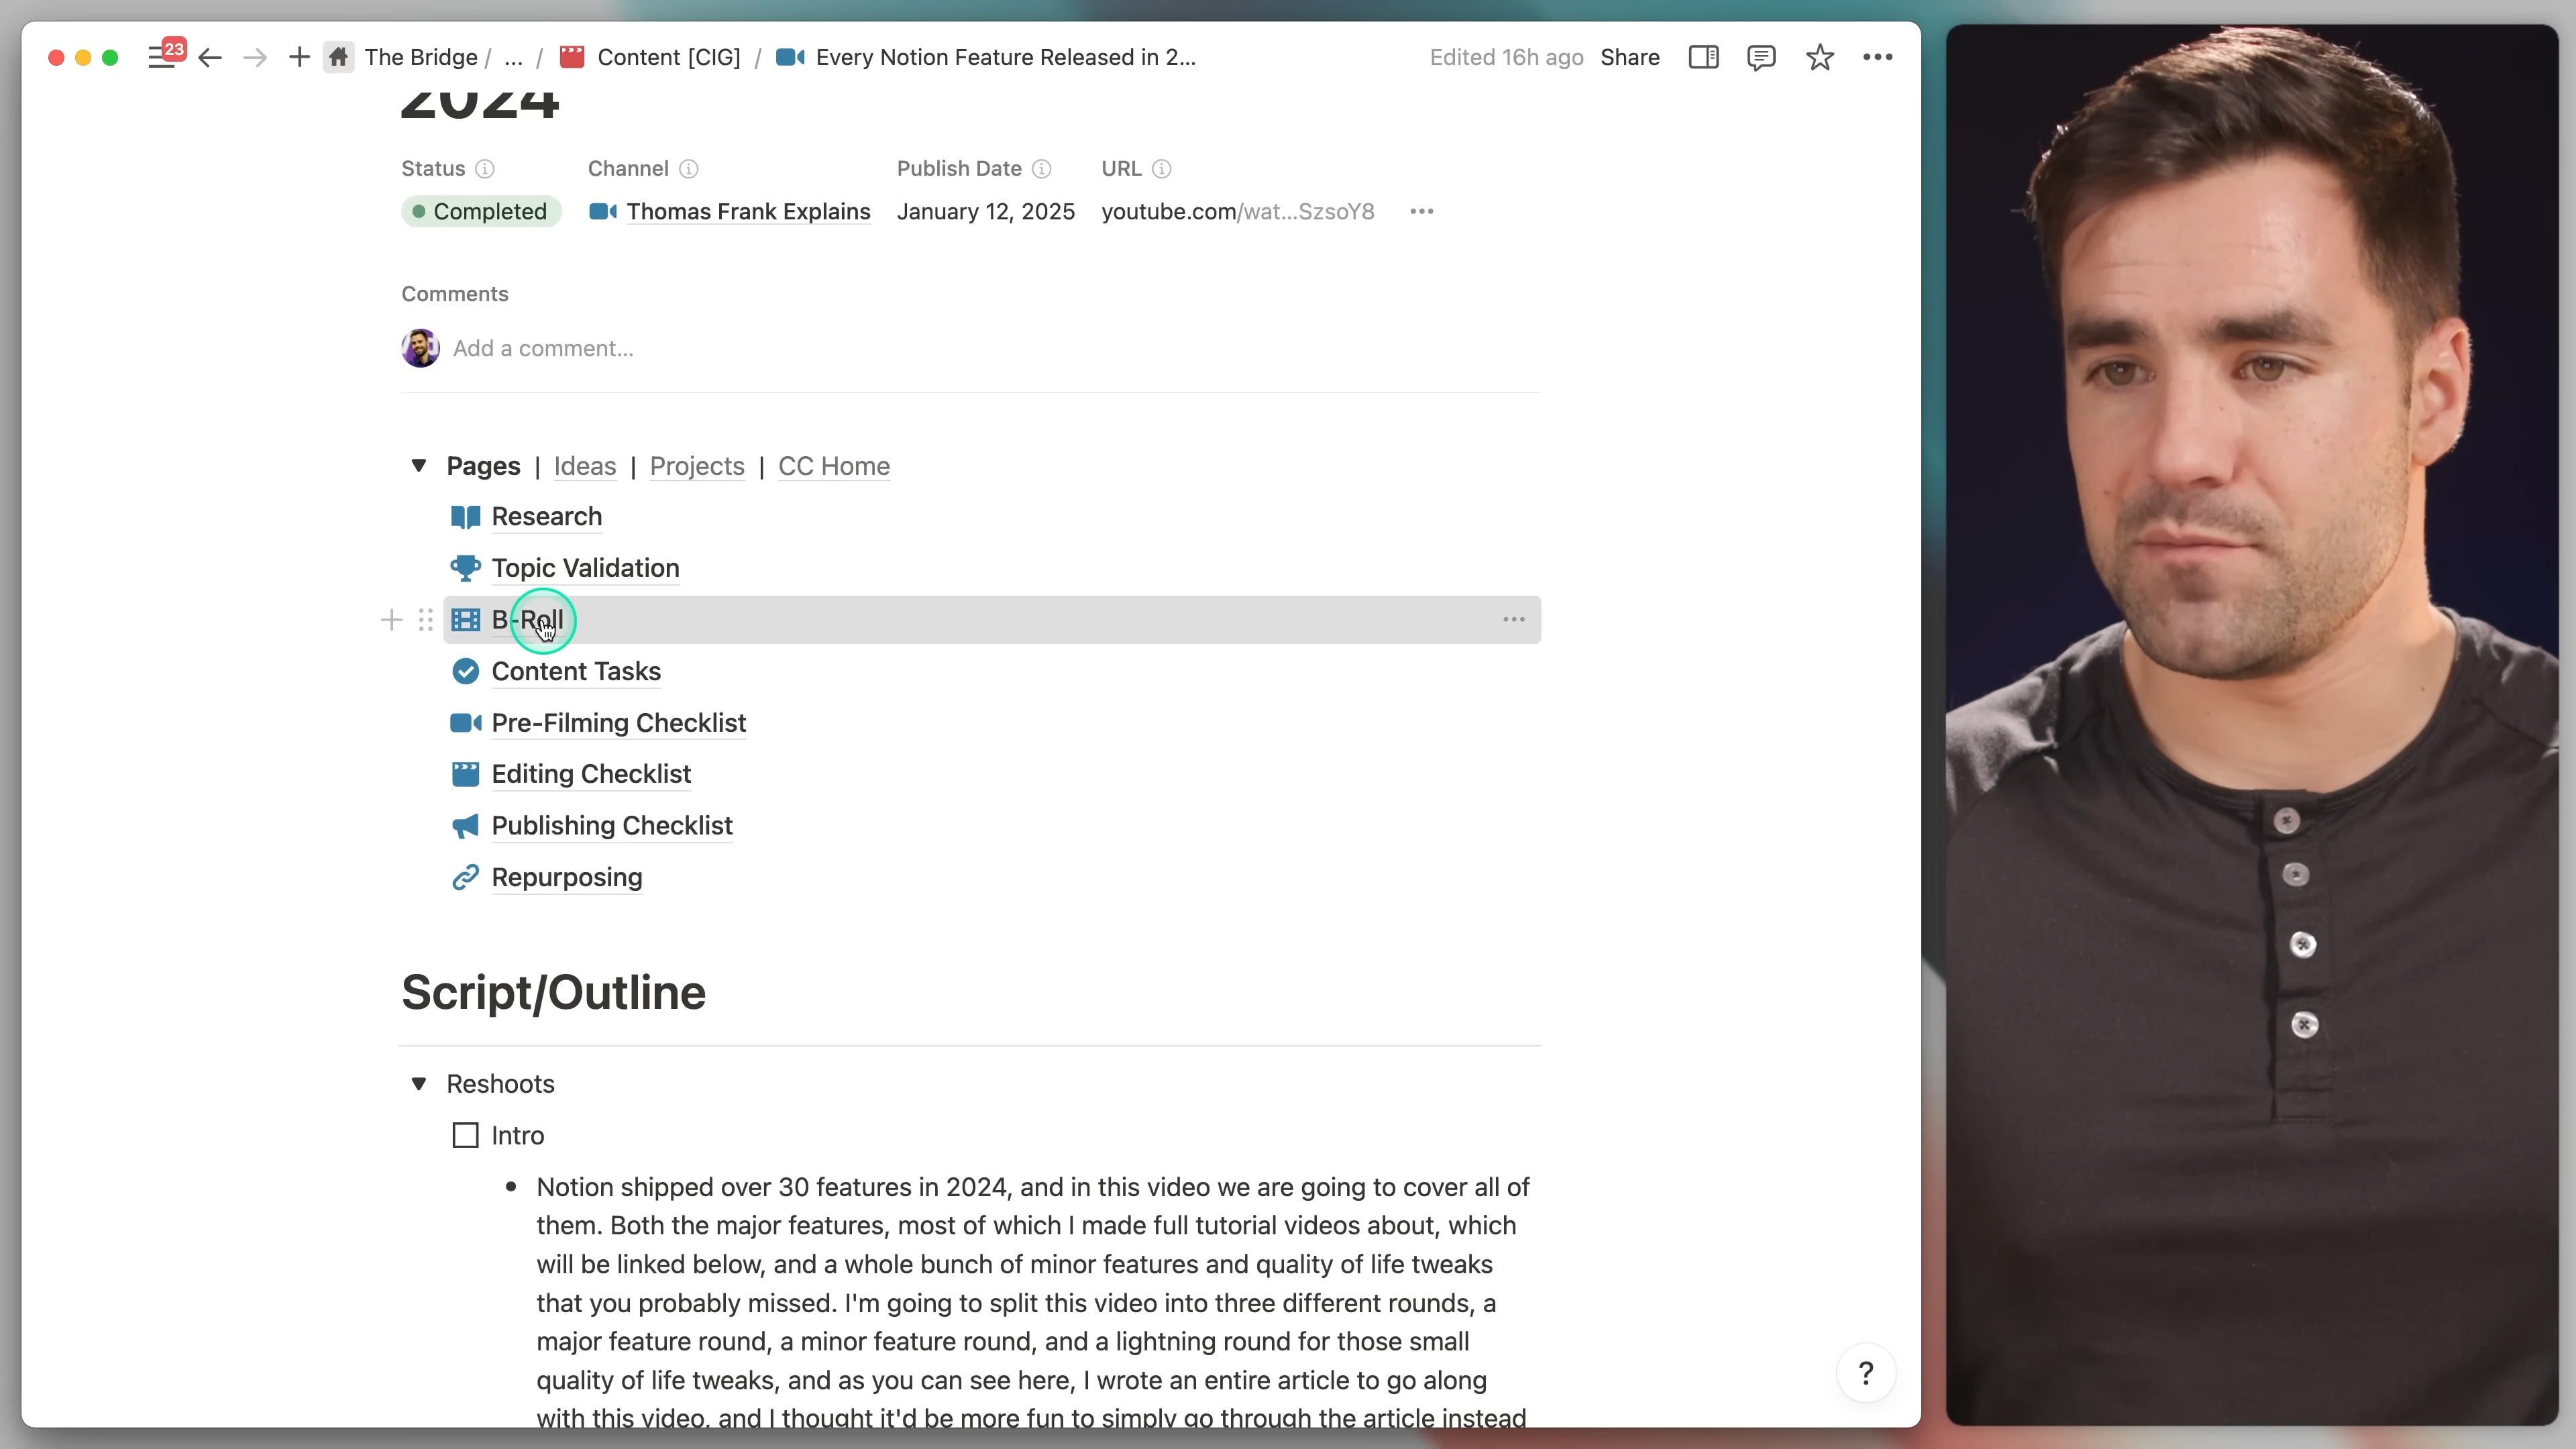 23
The Bridge / ... / Content [CIG] / Every Notion Feature Released in 2...
Edited 16h ago Share
2024
Status Channel Publish Date URL
Completed Thomas Frank Explains January 12, 2025 youtube.com/wat...SzsoY8
Comments
Add a comment...
Pages | Ideas | Projects | CC Home
Research
Topic Validation
B-Roll
Content Tasks
Pre-Filming Checklist
Editing Checklist
Publishing Checklist
Repurposing
Script/Outline
Reshoots
Intro
Notion shipped over 30 features in 2024, and in this video we are going to cover all of
them. Both the major features, most of which I made full tutorial videos about, which
will be linked below, and a whole bunch of minor features and quality of life tweaks
that you probably missed. I'm going to split this video into three different rounds, a
major feature round, a minor feature round, and a lightning round for those small
quality of life tweaks, and as you can see here, I wrote an entire article to go along
with this video, and I thought it'd be more fun to simply go through the article instead
?